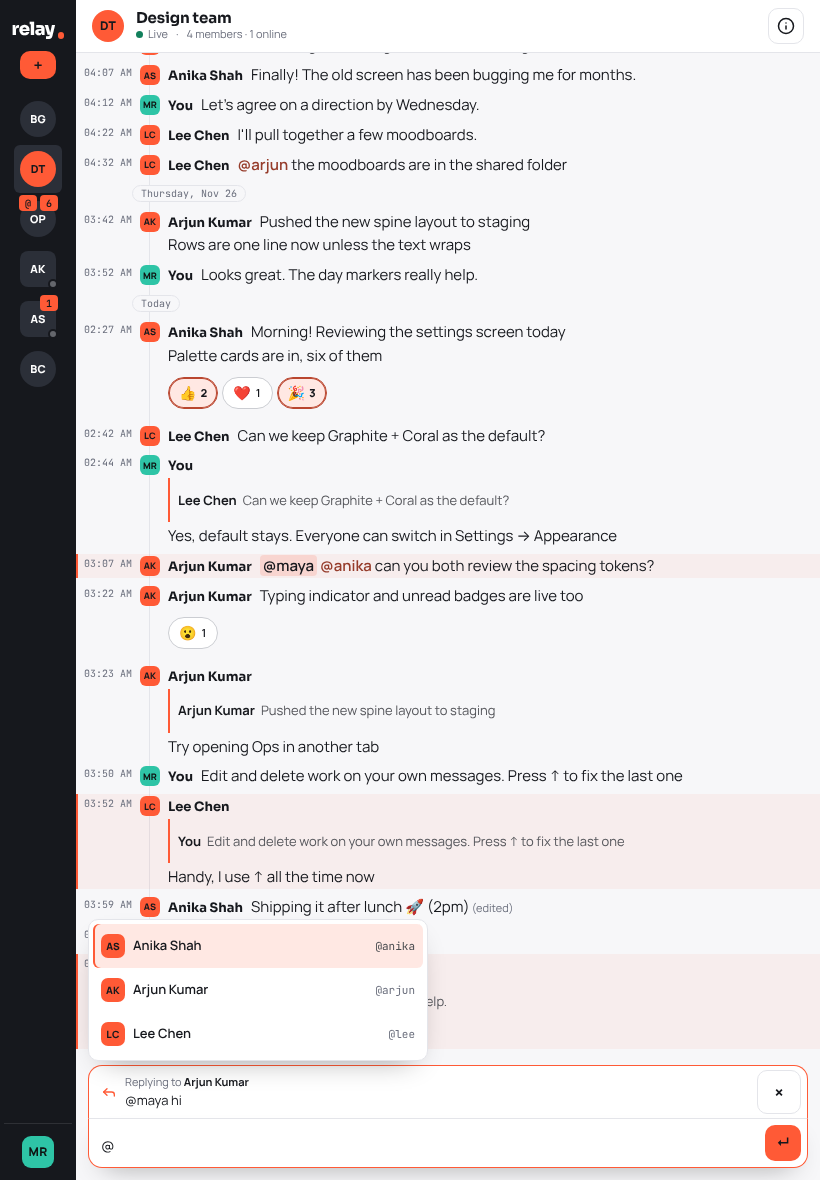 relay.
+
BG
DT
@ 6
OP
AK
1
AS
BC
MR
DT
Design team
Live · 4 members · 1 online
04:07 AM AS Anika Shah Finally! The old screen has been bugging me for months.
04:12 AM MR You Let's agree on a direction by Wednesday.
04:22 AM LC Lee Chen I'll pull together a few moodboards.
04:32 AM LC Lee Chen @arjun the moodboards are in the shared folder
Thursday, Nov 26
03:42 AM AK Arjun Kumar Pushed the new spine layout to staging
Rows are one line now unless the text wraps
03:52 AM MR You Looks great. The day markers really help.
Today
02:27 AM AS Anika Shah Morning! Reviewing the settings screen today
Palette cards are in, six of them
👍 2 ❤️ 1 🎉 3
02:42 AM LC Lee Chen Can we keep Graphite + Coral as the default?
02:44 AM MR You
Lee Chen Can we keep Graphite + Coral as the default?
Yes, default stays. Everyone can switch in Settings → Appearance
03:07 AM AK Arjun Kumar @maya @anika can you both review the spacing tokens?
03:22 AM AK Arjun Kumar Typing indicator and unread badges are live too
😮 1
03:23 AM AK Arjun Kumar
Arjun Kumar Pushed the new spine layout to staging
Try opening Ops in another tab
03:50 AM MR You Edit and delete work on your own messages. Press ↑ to fix the last one
03:52 AM LC Lee Chen
You Edit and delete work on your own messages. Press ↑ to fix the last one
Handy, I use ↑ all the time now
03:59 AM AS Anika Shah Shipping it after lunch 🚀 (2pm) (edited)
AS Anika Shah @anika
AK Arjun Kumar @arjun
elp.
LC Lee Chen @lee
Replying to Arjun Kumar
@maya hi
×
@